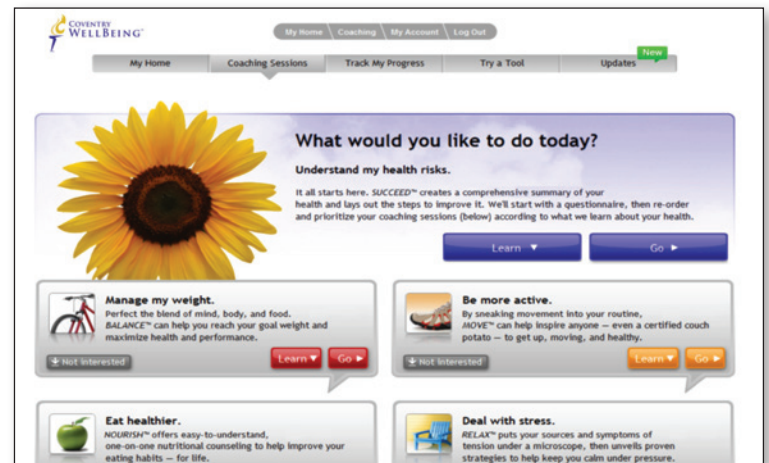 COVENTRY
WELLBEING
My Home Coaching My Account Log Out
New
My Home Coaching Sessions Track My Progress Try a Tool Updates
What would you like to do today?
Understand my health risks.
It all starts here. SUCCEED™ creates a comprehensive summary of your
health and lays out the steps to improve it. We'll start with a questionnaire, then re-order
and prioritize your coaching sessions (below) according to what we learn about your health.
Learn ▼ Go ►
Manage my weight.
Perfect the blend of mind, body, and food.
BALANCE™ can help you reach your goal weight and
maximize health and performance.
Not interested Learn ▼ Go ►
Be more active.
By sneaking movement into your routine,
MOVE™ can help inspire anyone — even a certified couch
potato — to get up, moving, and healthy.
Not interested Learn ▼ Go ►
Eat healthier.
NOURISH™ offers easy-to-understand,
one-on-one nutritional counseling to help improve your
eating habits — for life.
Deal with stress.
RELAX™ puts your sources and symptoms of
tension under a microscope, then unveils proven
strategies to help keep you calm under pressure.